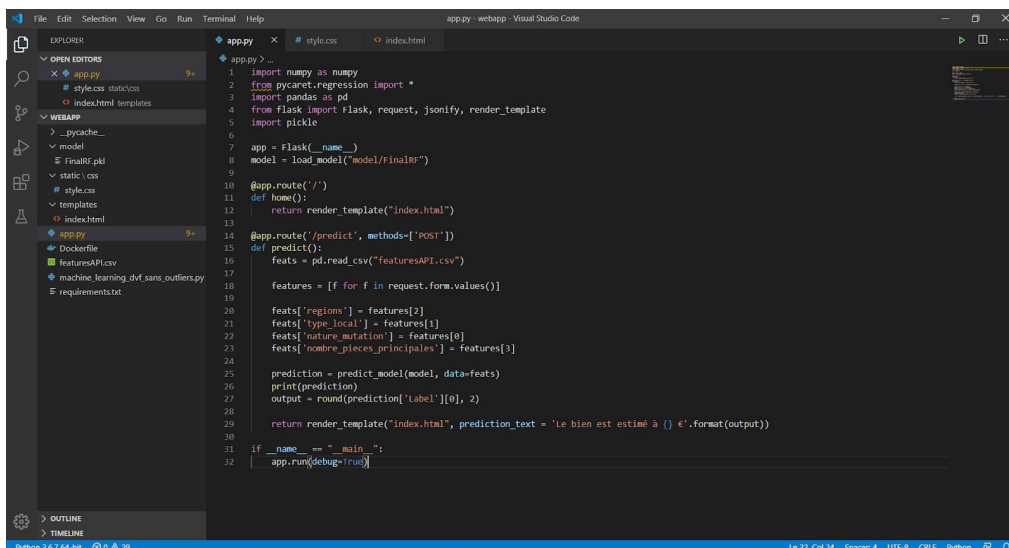 File Edit Selection View Go Run Terminal Help
app.py - webapp - Visual Studio Code
EXPLORER
OPEN EDITORS
app.py 9+
style.css static\css
index.html templates
WEBAPP
__pycache__
model
FinalRF.pkl
static \ css
style.css
templates
index.html
app.py 9+
Dockerfile
featuresAPI.csv
machine_learning_dvf_sans_outliers.py
requirements.txt
OUTLINE
TIMELINE
app.py
style.css
index.html
app.py > ...
1 import numpy as numpy
2 from pycaret.regression import *
3 import pandas as pd
4 from flask import Flask, request, jsonify, render_template
5 import pickle
6
7 app = Flask(__name__)
8 model = load_model("model/FinalRF")
9
10 @app.route('/')
11 def home():
12 return render_template("index.html")
13
14 @app.route('/predict', methods=['POST'])
15 def predict():
16 feats = pd.read_csv("featuresAPI.csv")
17
18 features = [f for f in request.form.values()]
19
20 feats['regions'] = features[2]
21 feats['type_local'] = features[1]
22 feats['nature_mutation'] = features[0]
23 feats['nombre_pieces_principales'] = features[3]
24
25 prediction = predict_model(model, data=feats)
26 print(prediction)
27 output = round(prediction['Label'][0], 2)
28
29 return render_template("index.html", prediction_text = 'Le bien est estimé à {} €'.format(output))
30
31 if __name__ == "__main__":
32 app.run(debug=True)
Python 3.6.7 64-bit 0 29
Ln 32, Col 24 Spaces: 4 UTF-8 CRLF Python